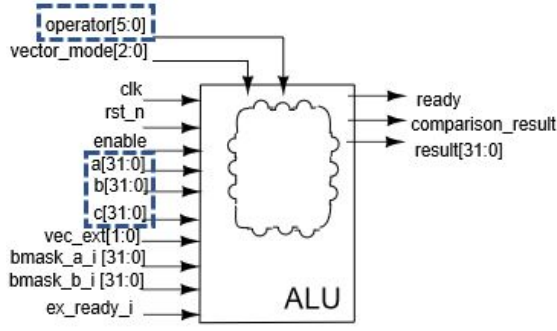 operator[5:0]
vector_mode[2:0]
clk
rst_n
enable
a[31:0]
b[31:0]
c[31:0]
vec_ext[1:0]
bmask_a_i [31:0]
bmask_b_i [31:0]
ex_ready_i
ready
comparison_result
result[31:0]
ALU